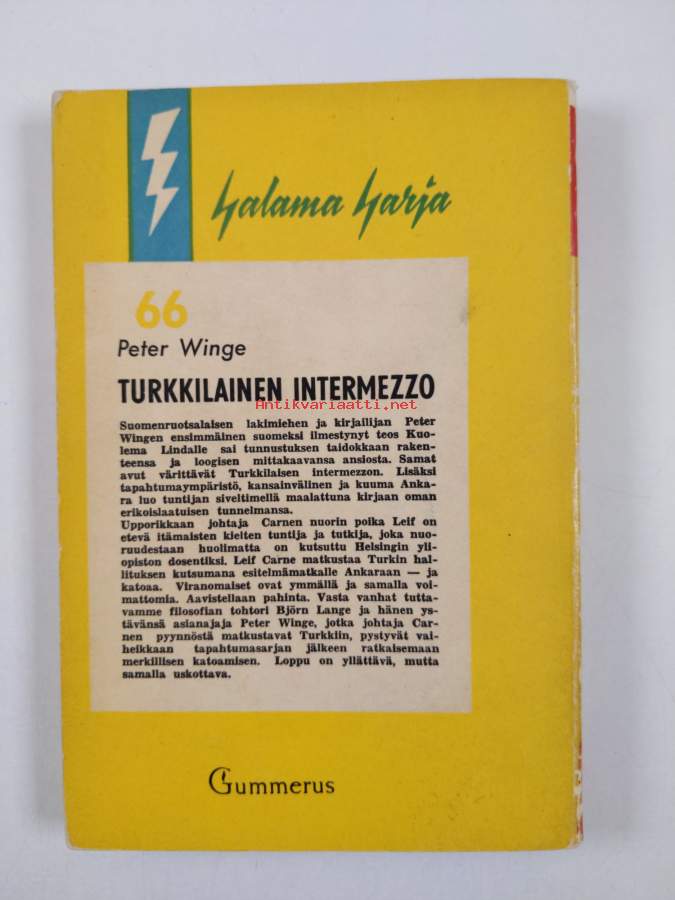 Salama Sarja
66
Peter Winge
TURKKILAINEN INTERMEZZO
Antikvariaatti.net
Suomenruotsalaisen lakimiehen ja kirjailijan Peter
Wingen ensimmäinen suomeksi ilmestynyt teos Kuo-
lema Lindalle sai tunnustuksen taidokkaan raken-
teensa ja loogisen mittakaavansa ansiosta. Samat
avut värittävät Turkkilaisen intermezzon. Lisäksi
tapahtumaympäristö, kansainvälinen ja kuuma Anka-
ra luo tuntijan siveltimellä maalattuna kirjaan oman
erikoislaatuisen tunnelmansa.
Upporikkaan johtaja Carnen nuorin poika Leif on
etevä itämaisten kielten tuntija ja tutkija, joka nuo-
ruudestaan huolimatta on kutsuttu Helsingin yli-
opiston dosentiksi. Leif Carne matkustaa Turkin hal-
lituksen kutsumana esitelmämatkalle Ankaraan — ja
katoaa. Viranomaiset ovat ymmällä ja samalla voi-
mattomia. Aavistellaan pahinta. Vasta vanhat tutta-
vamme filosofian tohtori Björn Lange ja hänen ys-
tävänsä asianajaja Peter Winge, jotka johtaja Car-
nen pyynnöstä matkustavat Turkkiin, pystyvät vai-
heikkaan tapahtumasarjan jälkeen ratkaisemaan
merkillisen katoamisen. Loppu on yllättävä, mutta
samalla uskottava.
Gummerus